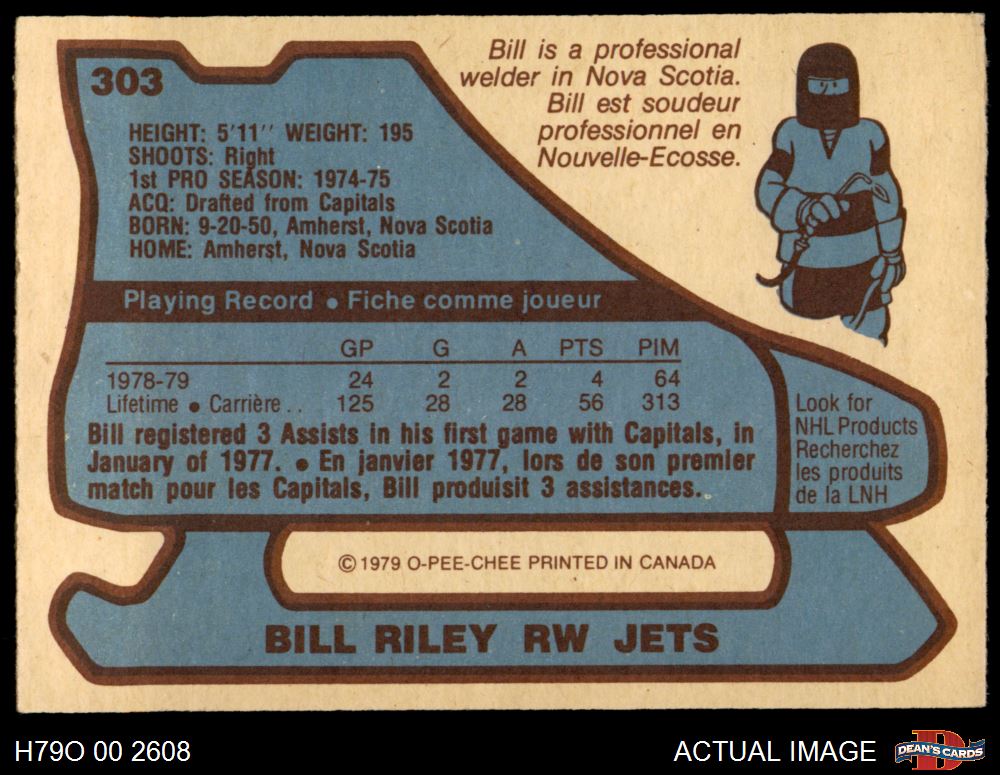 303
HEIGHT: 5'11'' WEIGHT: 195
SHOOTS: Right
1st PRO SEASON: 1974-75
ACQ: Drafted from Capitals
BORN: 9-20-50, Amherst, Nova Scotia
HOME: Amherst, Nova Scotia
Bill is a professional
welder in Nova Scotia.
Bill est soudeur
professionnel en
Nouvelle-Ecosse.
Playing Record • Fiche comme joueur
GP G A PTS PIM
1978-79 24 2 2 4 64
Lifetime • Carrière . . 125 28 28 56 313
Bill registered 3 Assists in his first game with Capitals, in
January of 1977. • En janvier 1977, lors de son premier
match pour les Capitals, Bill produisit 3 assistances.
Look for
NHL Products
Recherchez
les produits
de la LNH
© 1979 O-PEE-CHEE PRINTED IN CANADA
BILL RILEY RW JETS
H79O 00 2608
ACTUAL IMAGE
DEAN'S CARDS